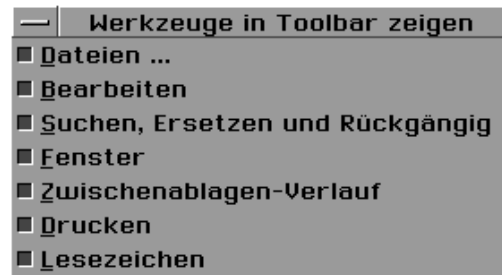 Werkzeuge in Toolbar zeigen
Dateien ...
Bearbeiten
Suchen, Ersetzen und Rückgängig
Fenster
Zwischenablagen-Verlauf
Drucken
Lesezeichen